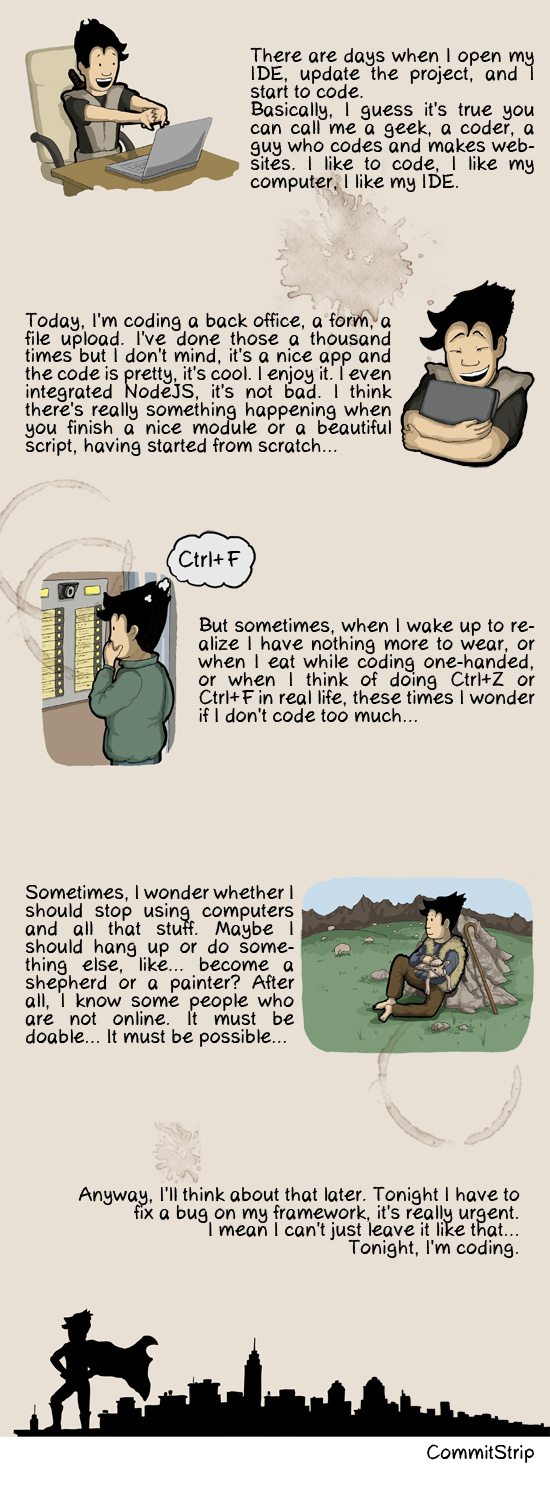 There are days when I open my
IDE, update the project, and I
start to code.
Basically, I guess it's true you
can call me a geek, a coder, a
guy who codes and makes web-
sites. I like to code, I like my
computer, I like my IDE.
Today, I'm coding a back office, a form, a
file upload. I've done those a thousand
times but I don't mind, it's a nice app and
the code is pretty, it's cool. I enjoy it. I even
integrated NodeJS, it's not bad. I think
there's really something happening when
you finish a nice module or a beautiful
script, having started from scratch...
Ctrl+F
But sometimes, when I wake up to re-
alize I have nothing more to wear, or
when I eat while coding one-handed,
or when I think of doing Ctrl+Z or
Ctrl+F in real life, these times I wonder
if I don't code too much...
Sometimes, I wonder whether I
should stop using computers
and all that stuff. Maybe I
should hang up or do some-
thing else, like... become a
shepherd or a painter? After
all, I know some people who
are not online. It must be
doable... It must be possible...
Anyway, I'll think about that later. Tonight I have to
fix a bug on my framework, it's really urgent.
I mean I can't just leave it like that...
Tonight, I'm coding.
CommitStrip